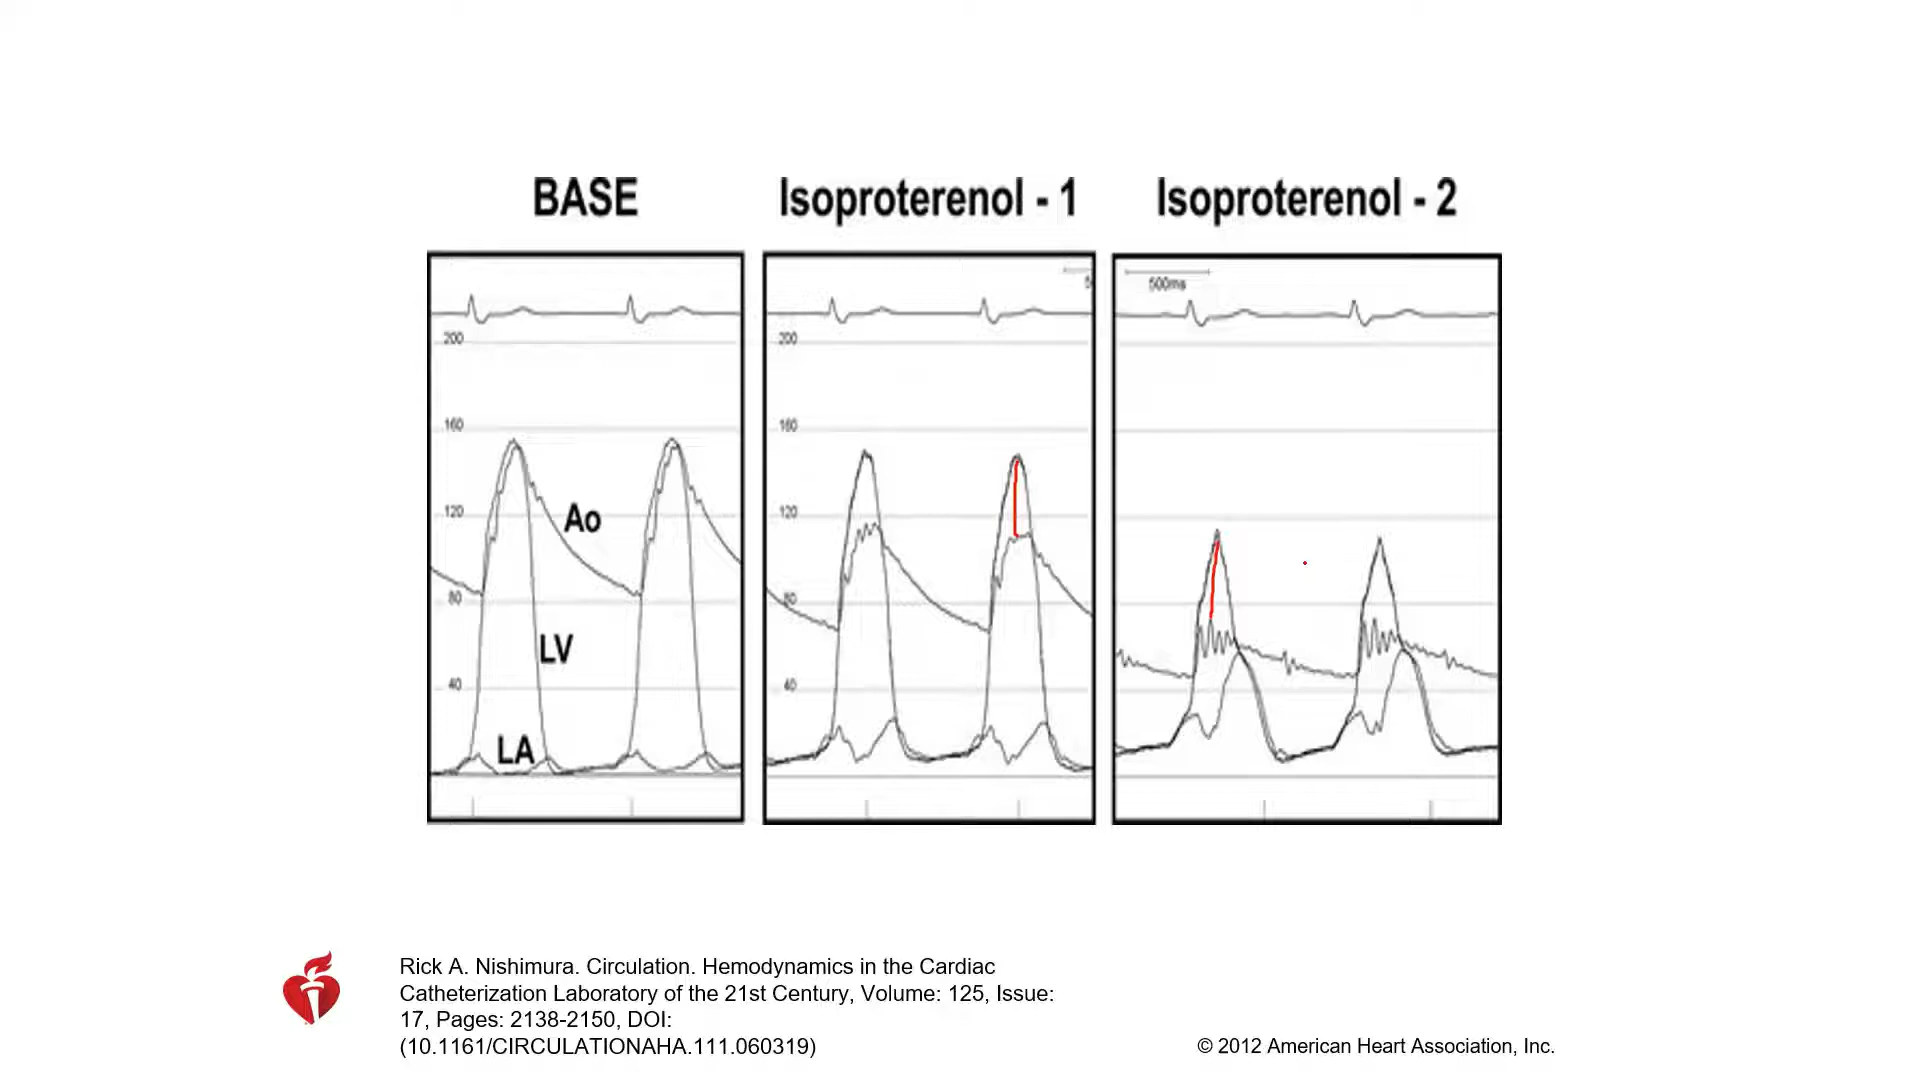 BASE
Isoproterenol - 1
Isoproterenol - 2
500ms
200
200
160
160
120
Ao
120
80
80
LV
40
40
LA
Rick A. Nishimura. Circulation. Hemodynamics in the Cardiac
Catheterization Laboratory of the 21st Century, Volume: 125, Issue:
17, Pages: 2138-2150, DOI:
(10.1161/CIRCULATIONAHA.111.060319)
© 2012 American Heart Association, Inc.